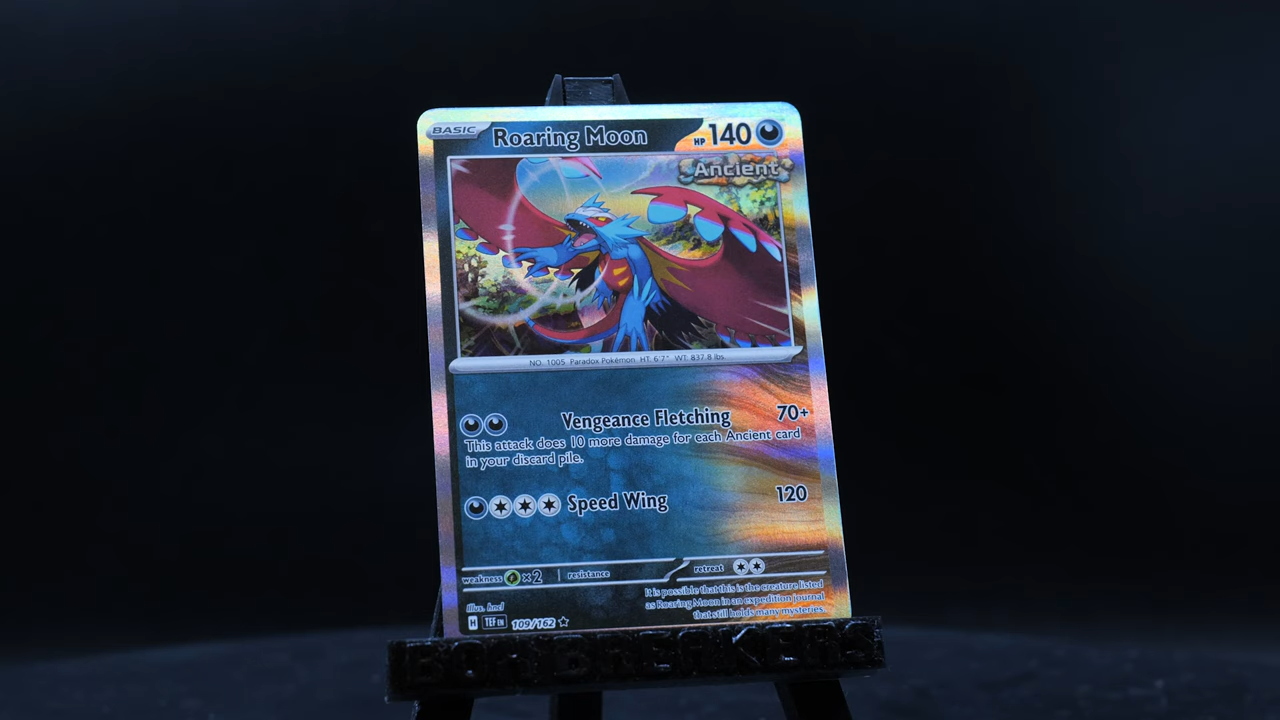 BASIC Roaring Moon HP 140
Ancient
NO. 1005 Paradox Pokémon HT: 6'7" WT: 837.8 lbs.
Vengeance Fletching 70+
This attack does 10 more damage for each Ancient card
in your discard pile.
Speed Wing 120
weakness ×2 resistance retreat
It is possible that this is the creature listed
as Roaring Moon in an expedition journal
that still holds many mysteries.
Illus. hncl
H TEF EN 109/162
BOX BREAKERS